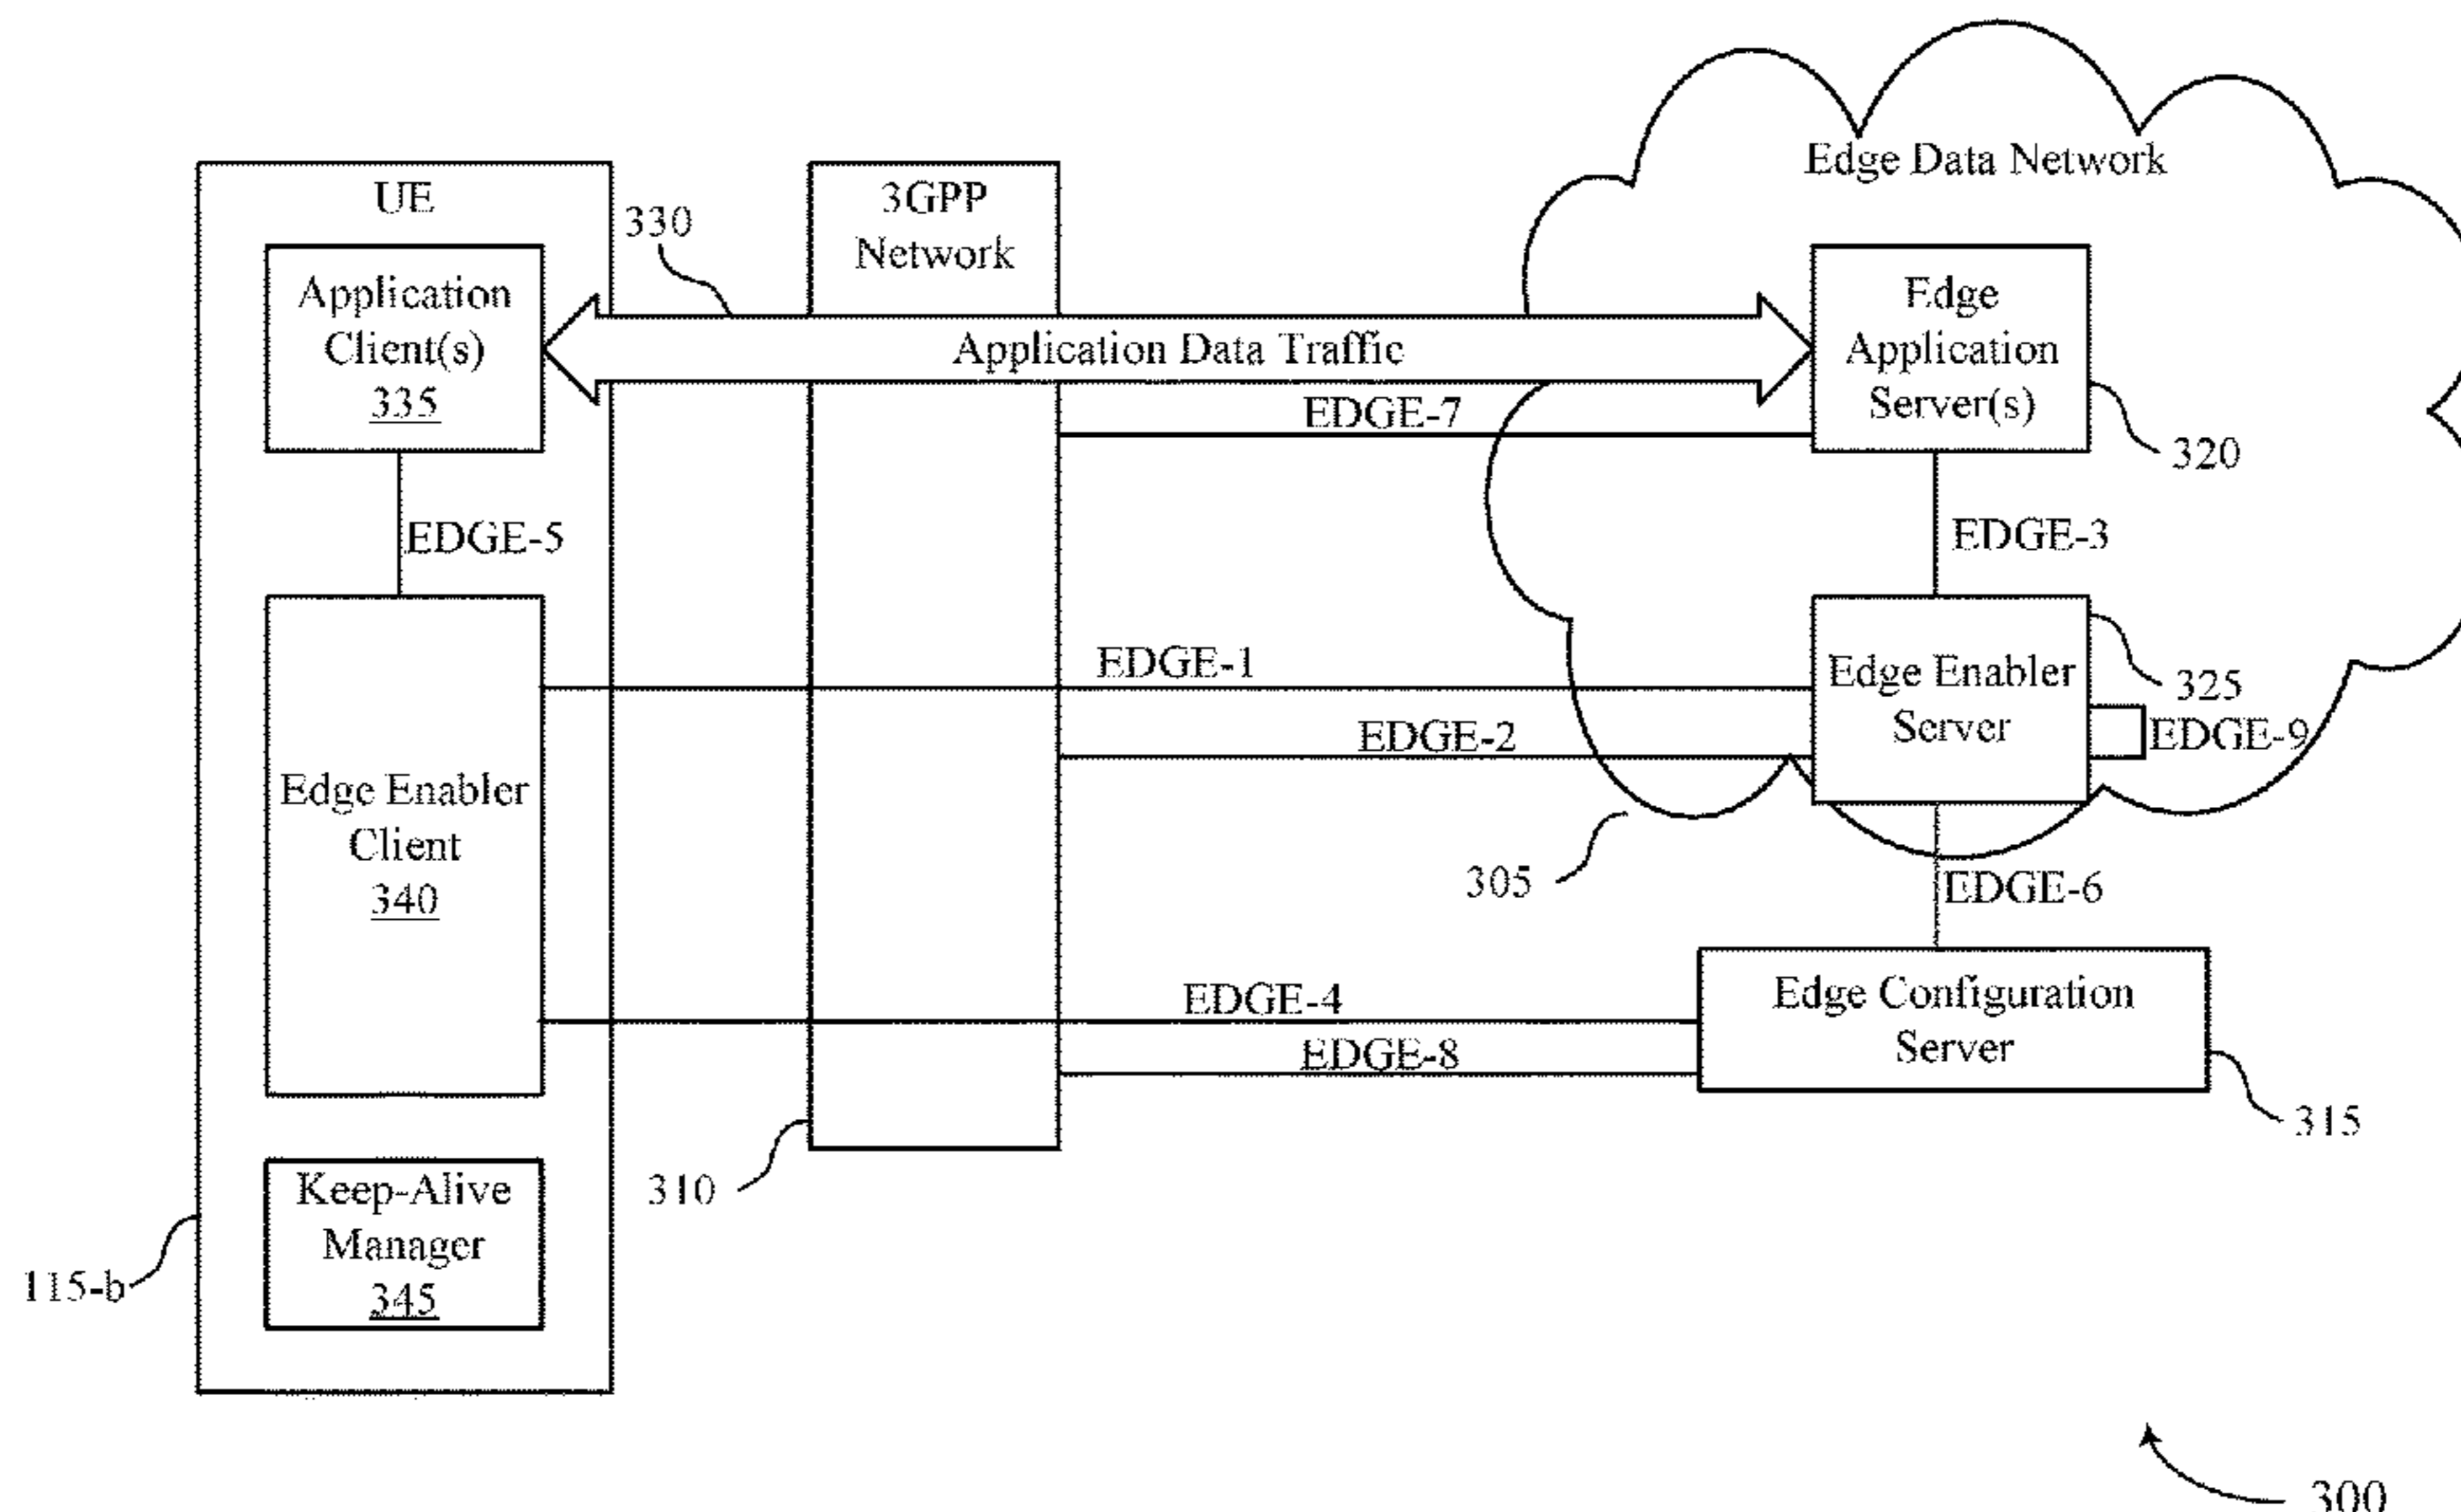 Edge Data Network
UE
3GPP
Network
330
Application
Client(s)
335
Application Data Traffic
Edge
Application
Server(s)
320
EDGE-7
EDGE-5
EDGE-3
EDGE-1
Edge Enabler
Server
325
EDGE-2
EDGE-9
Edge Enabler
Client
340
305
EDGE-6
EDGE-4
Edge Configuration
Server
EDGE-8
315
310
Keep-Alive
Manager
345
115-b
300